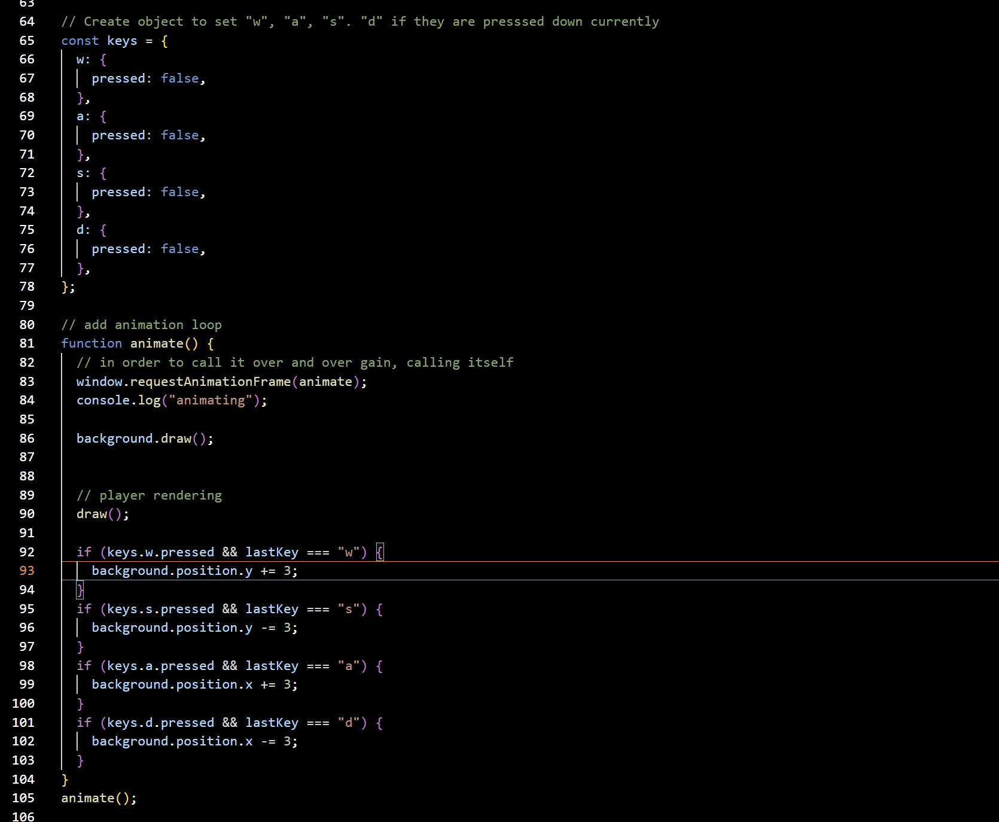 63
64 // Create object to set "w", "a", "s". "d" if they are presssed down currently
65 const keys = {
66 w: {
67 pressed: false,
68 },
69 a: {
70 pressed: false,
71 },
72 s: {
73 pressed: false,
74 },
75 d: {
76 pressed: false,
77 },
78 };
79
80 // add animation loop
81 function animate() {
82 // in order to call it over and over gain, calling itself
83 window.requestAnimationFrame(animate);
84 console.log("animating");
85
86 background.draw();
87
88
89 // player rendering
90 draw();
91
92 if (keys.w.pressed && lastKey === "w") {
93 background.position.y += 3;
94 }
95 if (keys.s.pressed && lastKey === "s") {
96 background.position.y -= 3;
97 }
98 if (keys.a.pressed && lastKey === "a") {
99 background.position.x += 3;
100 }
101 if (keys.d.pressed && lastKey === "d") {
102 background.position.x -= 3;
103 }
104 }
105 animate();
106